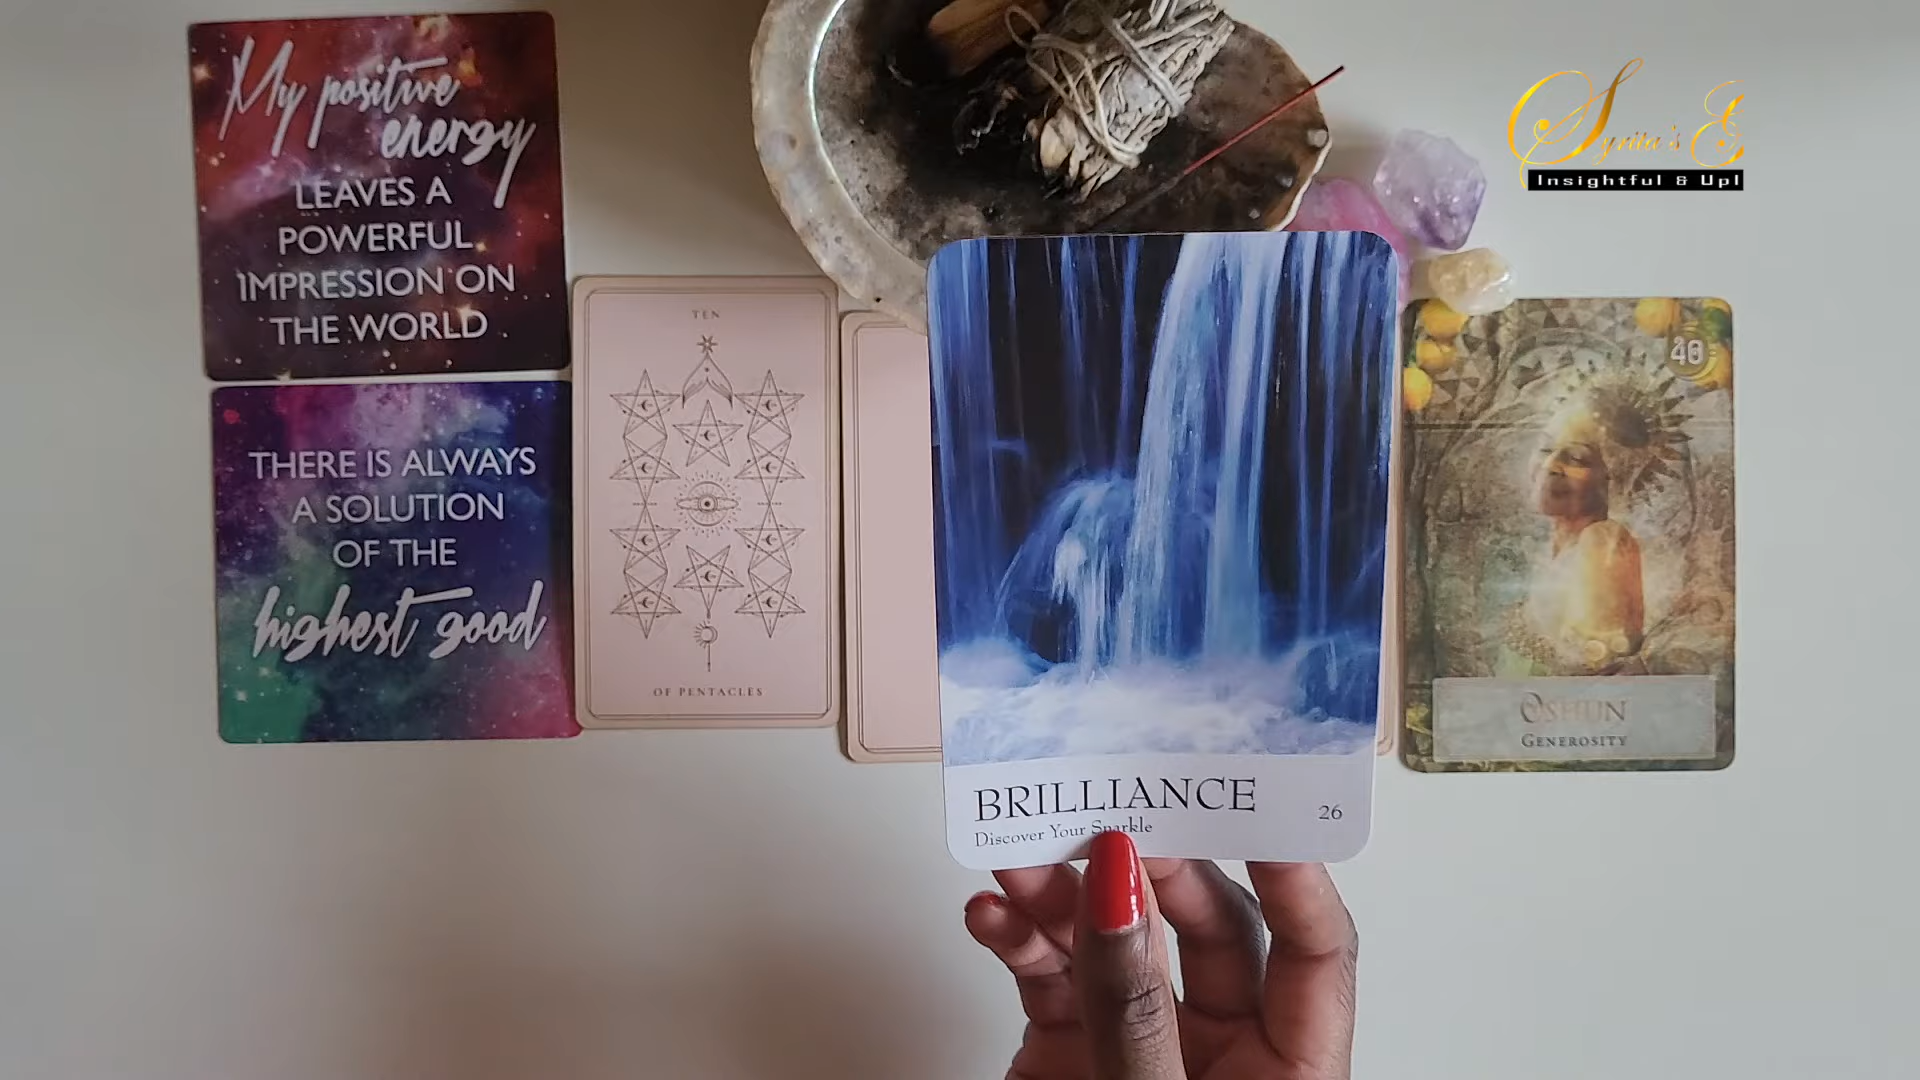 My positive
energy
LEAVES A
POWERFUL
IMPRESSION ON
THE WORLD
THERE IS ALWAYS
A SOLUTION
OF THE
highest good
TEN
OF PENTACLES
BRILLIANCE
Discover Your Sparkle
26
40
OSHUN
GENEROSITY
Syrita's E
Insightful & Upl